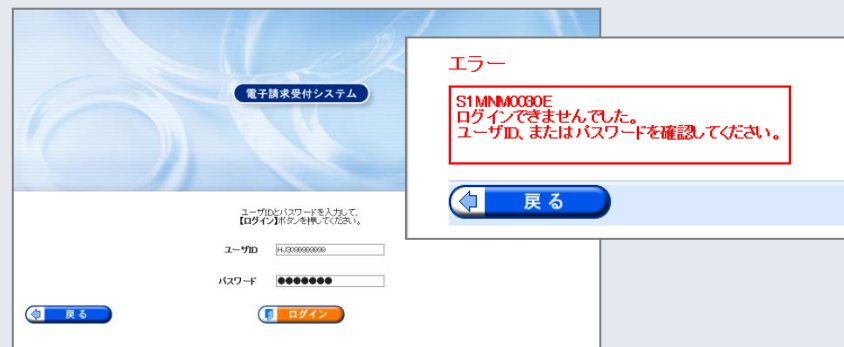 電子請求受付システム
ユーザIDとパスワードを入力して、
【ログイン】ボタンを押してください。
ユーザID HJ3099999999
パスワード ●●●●●●●
戻る
ログイン
エラー
S1MNM0030E
ログインできませんでした。
ユーザID、またはパスワードを確認してください。
戻る